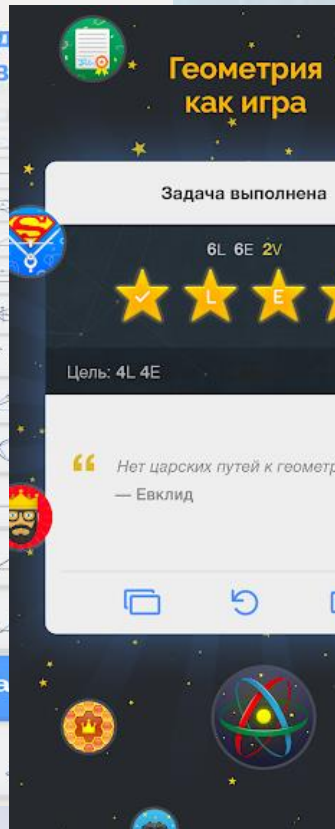 Геометрия
как игра
Задача выполнена
6L 6E 2V
L E
Цель: 4L 4E
“ Нет царских путей к геометр
— Евклид